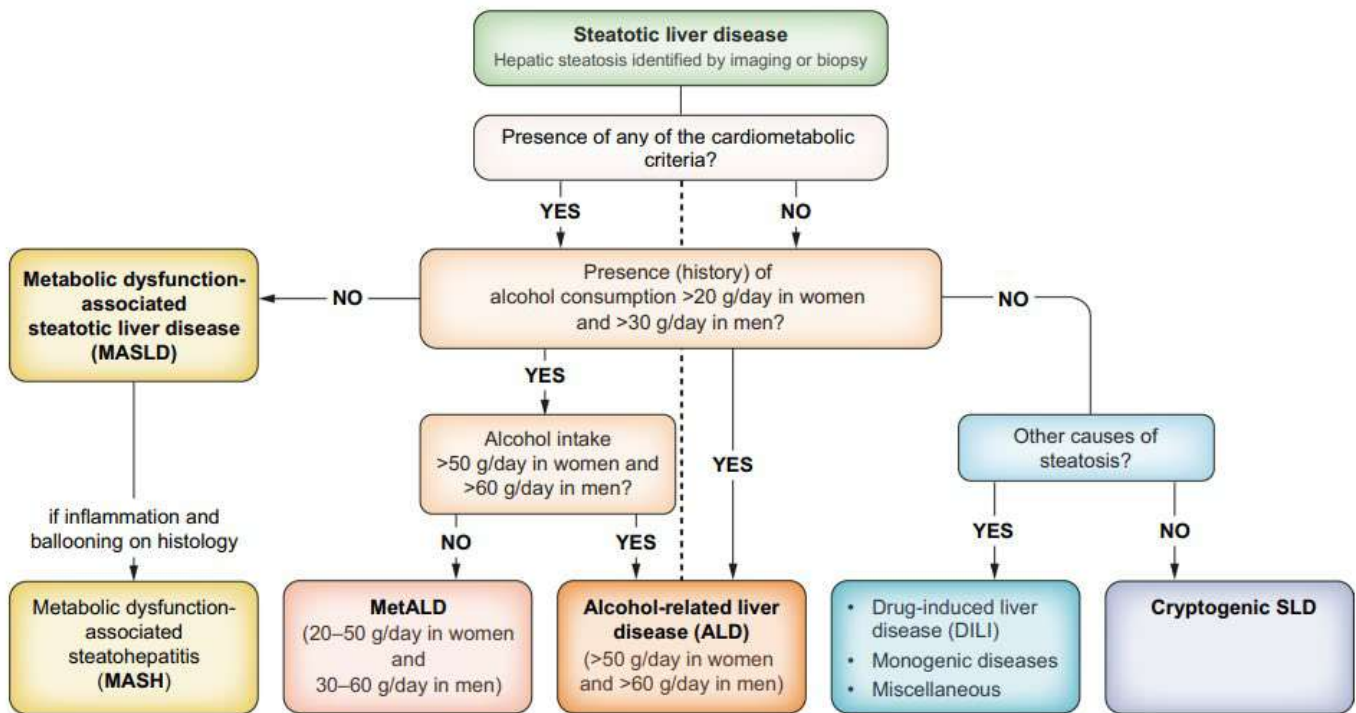 Steatotic liver disease
Hepatic steatosis identified by imaging or biopsy
Presence of any of the cardiometabolic
criteria?
YES
NO
Presence (history) of
alcohol consumption >20 g/day in women
and >30 g/day in men?
NO
Metabolic dysfunction-
associated
steatotic liver disease
(MASLD)
NO
YES
Alcohol intake
>50 g/day in women and
>60 g/day in men?
YES
Other causes of
steatosis?
if inflammation and
ballooning on histology
NO
YES
YES
NO
Metabolic dysfunction-
associated
steatohepatitis
(MASH)
MetALD
(20–50 g/day in women
and
30–60 g/day in men)
Alcohol-related liver
disease (ALD)
(>50 g/day in women
and >60 g/day in men)
• Drug-induced liver
disease (DILI)
• Monogenic diseases
• Miscellaneous
Cryptogenic SLD